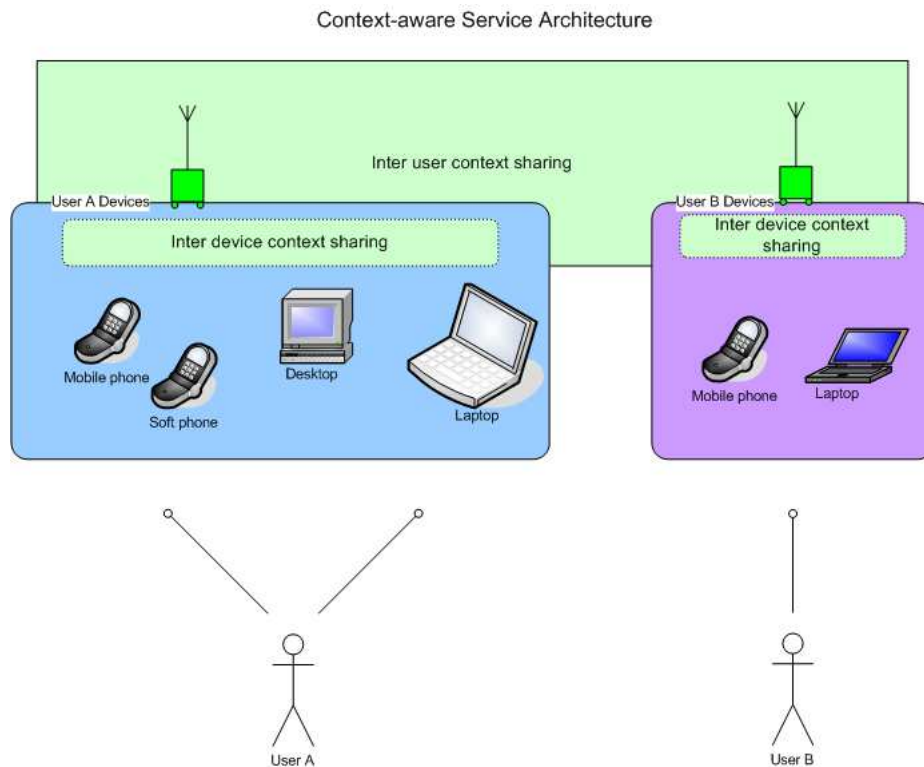 Context-aware Service Architecture
Inter user context sharing
User A Devices
Inter device context sharing
Mobile phone
Soft phone
Desktop
Laptop
User B Devices
Inter device context
sharing
Mobile phone
Laptop
User A
User B